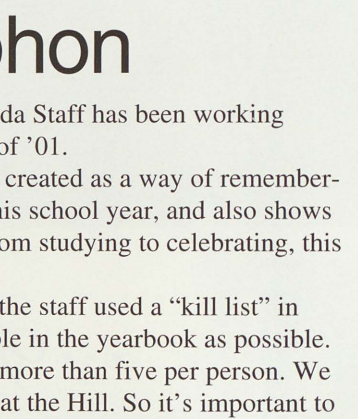 phon
da Staff has been working
of ’01.
created as a way of remember-
his school year, and also shows
om studying to celebrating, this
the staff used a “kill list” in
le in the yearbook as possible.
more than five per person. We
at the Hill. So it’s important to